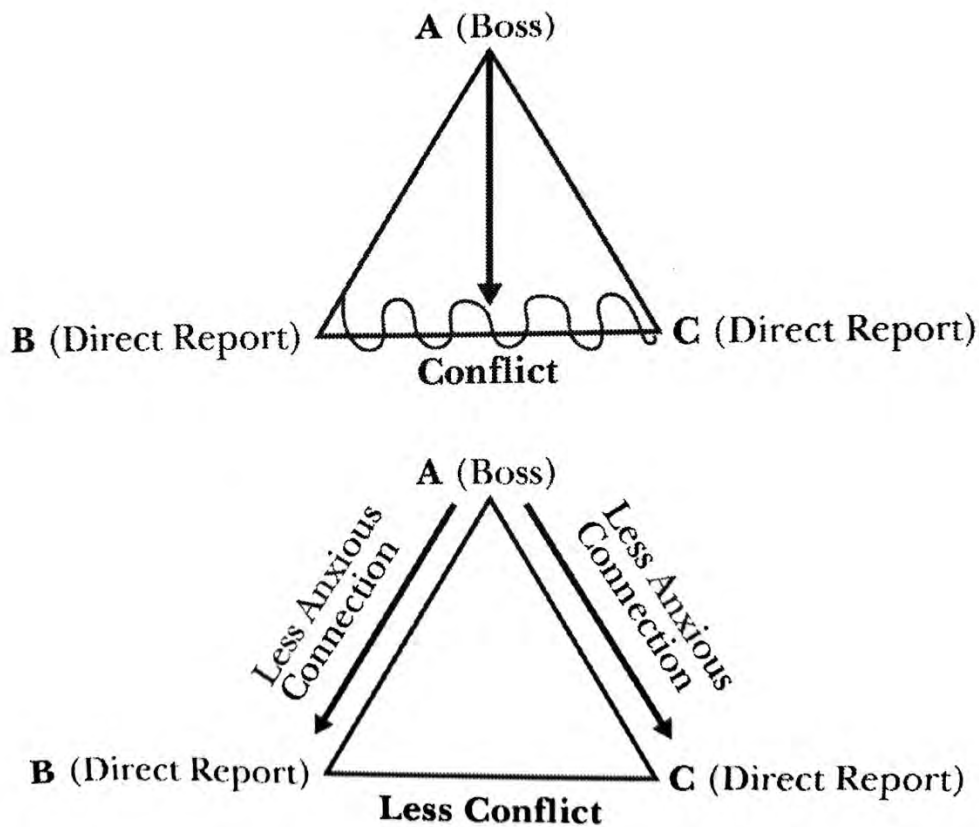 A (Boss)
B (Direct Report)
C (Direct Report)
Conflict
A (Boss)
Less Anxious
Connection
Less Anxious
Connection
B (Direct Report)
C (Direct Report)
Less Conflict